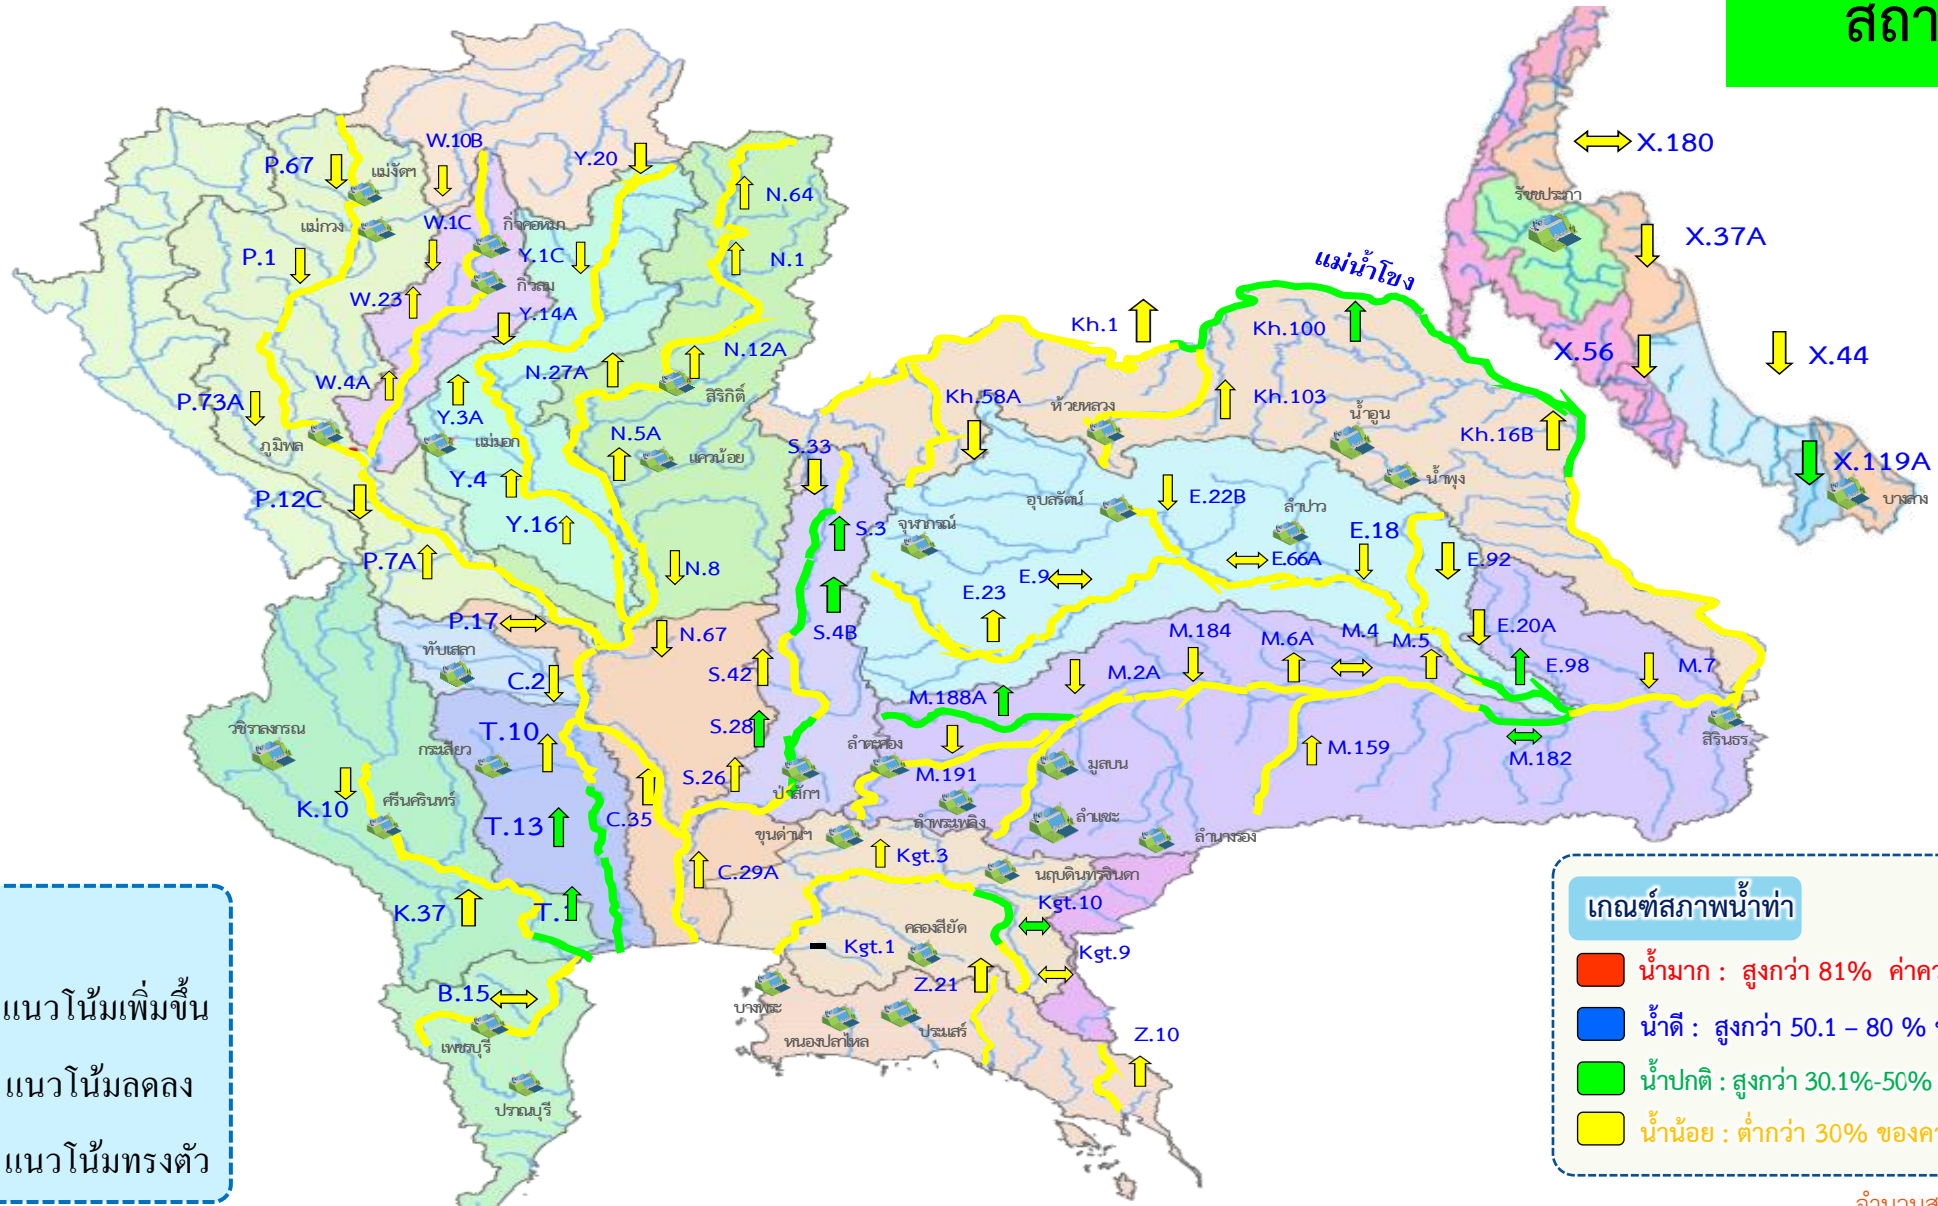 สถา
X.180
รัชชประภา
X.37A
X.56
X.44
X.119A
บางลาง
W.10B
Y.20
P.67
แม่งัดฯ
N.64
แม่กวง
W.1C
กิ่วคอหมา
P.1
Y.1C
N.1
W.23
กิ่วลม
Y.14A
แม่น้ำโขง
Kh.1
Kh.100
N.12A
N.27A
W.4A
P.73A
Y.3A
สิริกิติ์
Kh.58A
ห้วยหลวง
Kh.103
น้ำอูน
Kh.16B
ภูมิพล
แม่มอก
N.5A
แควน้อย
S.33
น้ำพุง
Y.4
P.12C
อุบลรัตน์
E.22B
ลำปาว
Y.16
จุฬาภรณ์
S.3
E.18
P.7A
N.8
E.9
E.66A
E.92
E.23
P.17
N.67
S.4B
M.184
M.6A
M.4
M.5
E.20A
ทับเสลา
C.2
S.42
M.2A
E.98
M.7
M.188A
วชิราลงกรณ
T.10
S.28
ลำตะคอง
M.159
M.182
สิรินธร
กระเสียว
S.26
ป่าสักฯ
M.191
มูลบน
K.10
ศรีนครินทร์
T.13
C.35
ขุนด่านฯ
ลำพระเพลิง
ลำแชะ
ลำนางรอง
Kgt.3
C.29A
นฤบดินทรจินดา
K.37
T.1
Kgt.10
คลองสียัด
Kgt.1
Kgt.9
B.15
Z.21
บางพระ
หนองปลาไหล
ประแสร์
Z.10
เพชรบุรี
ปราณบุรี
แนวโน้มเพิ่มขึ้น
แนวโน้มลดลง
แนวโน้มทรงตัว
เกณฑ์สภาพน้ำท่า
น้ำมาก : สูงกว่า 81% ค่าคว
น้ำดี : สูงกว่า 50.1 – 80 %
น้ำปกติ : สูงกว่า 30.1%-50%
น้ำน้อย : ต่ำกว่า 30% ของคว